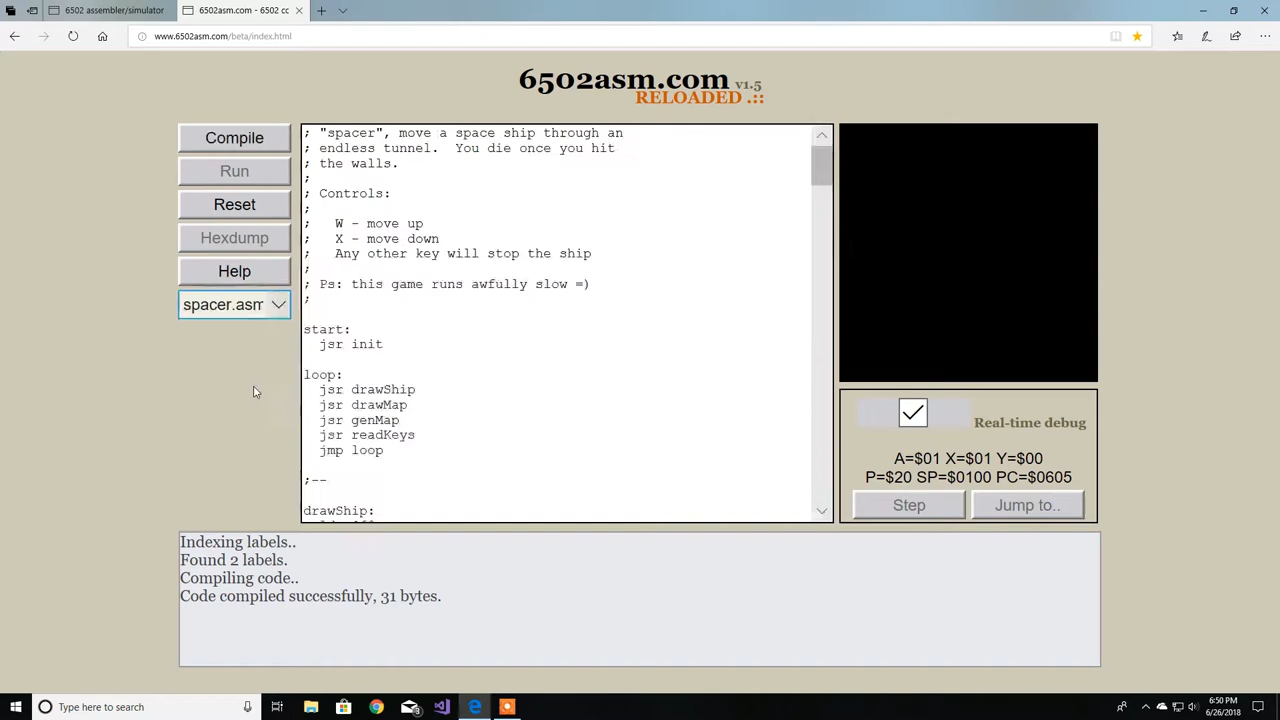 6502 assembler/simulator
6502asm.com - 6502 cc
www.6502asm.com/beta/index.html
6502asm.com v1.5
RELOADED .::
Compile
Run
Reset
Hexdump
Help
spacer.asm
; "spacer", move a space ship through an
; endless tunnel.  You die once you hit
; the walls.
;
; Controls:
;
;   W - move up
;   X - move down
;   Any other key will stop the ship
;
; Ps: this game runs awfully slow =)
;
start:
jsr init
loop:
jsr drawShip
jsr drawMap
jsr genMap
jsr readKeys
jmp loop
;--
drawShip:
Real-time debug
A=$01 X=$01 Y=$00
P=$20 SP=$0100 PC=$0605
Step
Jump to..
Indexing labels..
Found 2 labels.
Compiling code..
Code compiled successfully, 31 bytes.
Type here to search
3
6:50 PM
6/26/2018